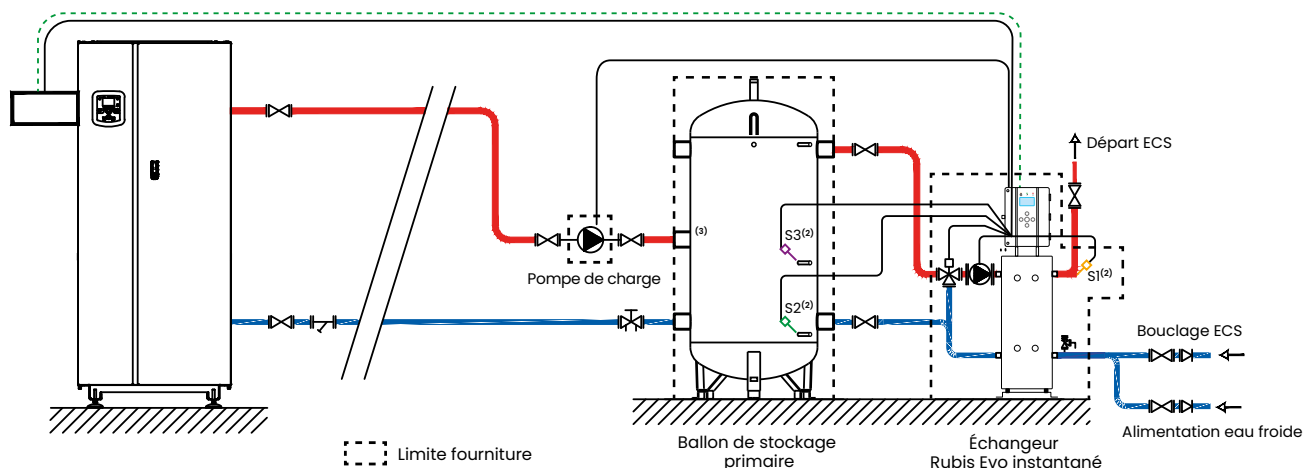 Départ ECS
(3)
S3(2)
Pompe de charge
S1(2)
S2(2)
Bouclage ECS
Alimentation eau froide
Limite fourniture
Ballon de stockage
primaire
Échangeur
Rubis Evo instantané